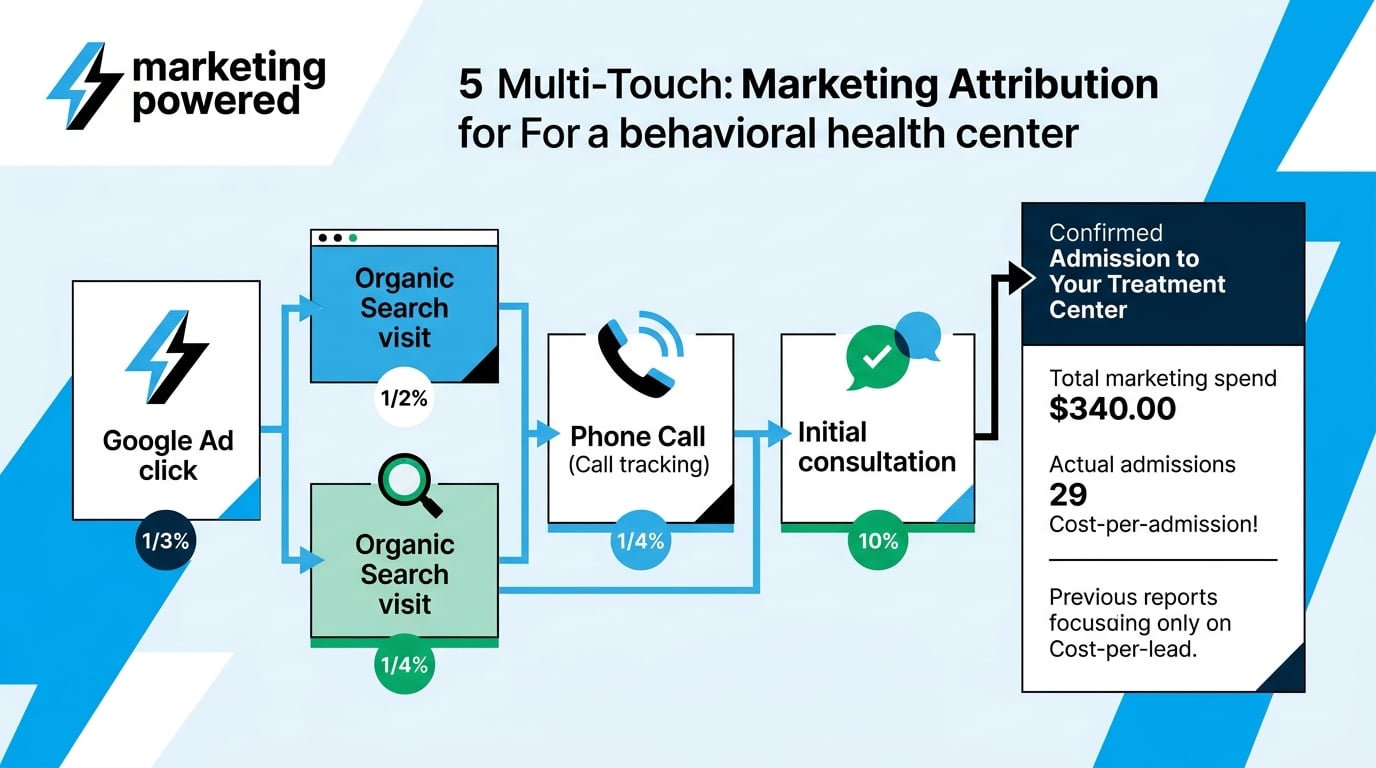 marketing
powered
5 Multi-Touch: Marketing Attribution
for For a behavioral health center
Google Ad
click
1/3%
Organic
Search
visit
1/2%
Organic
Search
visit
1/4%
Phone Call
(Call tracking)
1/4%
Initial
consultation
10%
Confirmed
Admission to
Your Treatment
Center
Total marketing spend
$340.00
Actual admissions
29
Cost-per-admission!
Previous reports
only on
Cost-per-lead.